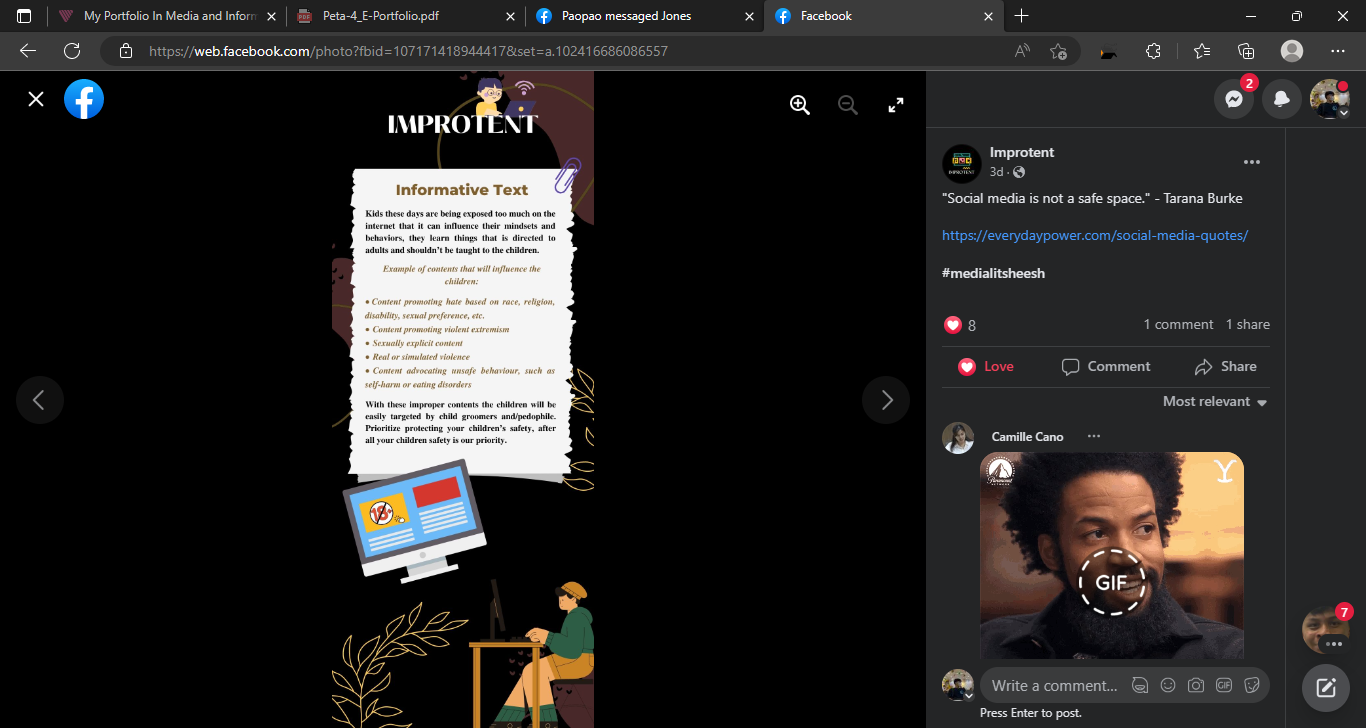 My Portfolio In Media and Inform
Peta-4_E-Portfolio.pdf
Paopao messaged Jones
Facebook
https://web.facebook.com/photo?fbid=107171418944417&set=a.102416686086557
IMPROTENT
Informative Text
Kids these days are being exposed too much on the
internet that it can influence their mindsets and
behaviors, they learn things that is directed to
adults and shouldn't be taught to the children.
Example of contents that will influence the
children:
• Content promoting hate based on race, religion,
disability, sexual preference, etc.
• Content promoting violent extremism
• Sexually explicit content
• Real or simulated violence
• Content advocating unsafe behaviour, such as
self-harm or eating disorders
With these improper contents the children will be
easily targeted by child groomers and/pedophile.
Prioritize protecting your children's safety, after
all your children safety is our priority.
18+
2
IMPROTENT
Improtent
3d ·
"Social media is not a safe space." - Tarana Burke
https://everydaypower.com/social-media-quotes/
#medialitsheesh
8
1 comment 1 share
Love Comment Share
Most relevant
Camille Cano
Paramount
NETWORK
Y
GIF
7
Write a comment...
GIF
Press Enter to post.